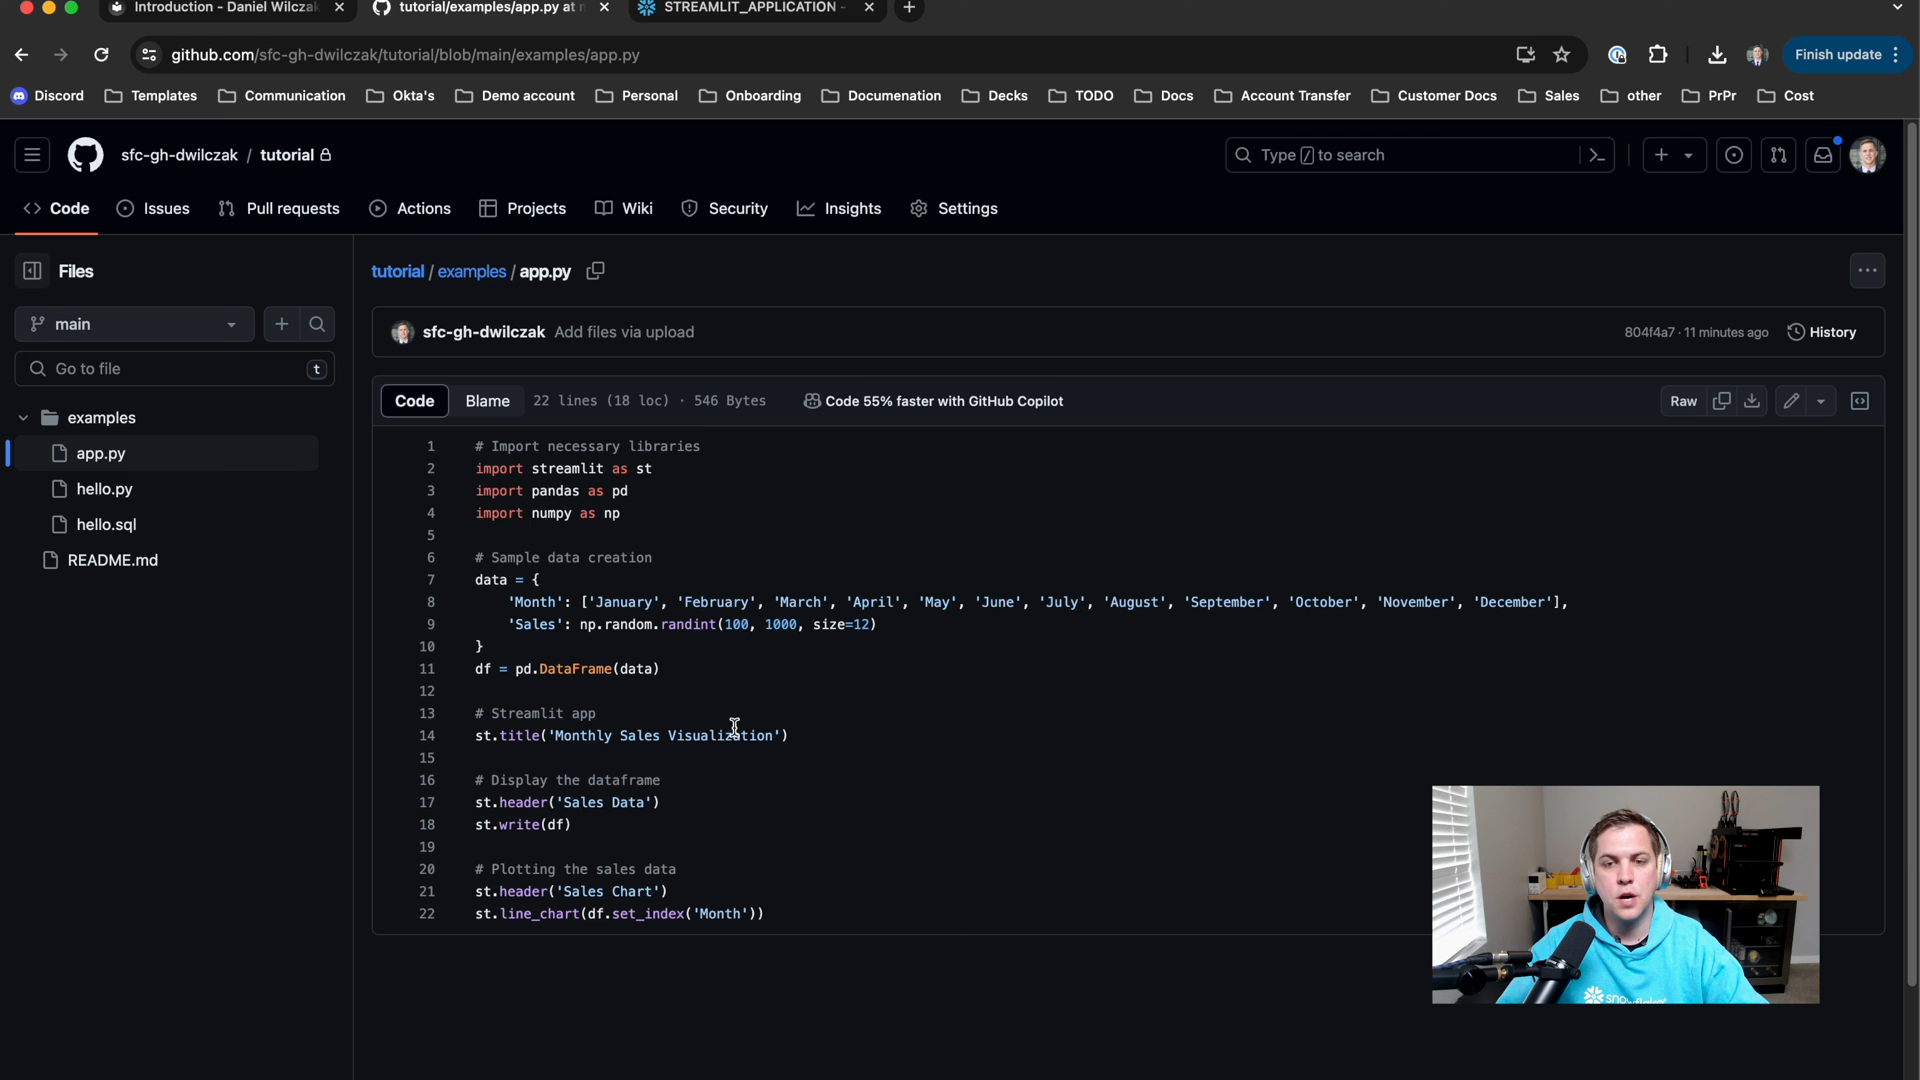 Introduction - Daniel Wilczak
tutorial/examples/app.py at
STREAMLIT_APPLICATION -
github.com/sfc-gh-dwilczak/tutorial/blob/main/examples/app.py
Finish update
Discord
Templates
Communication
Okta's
Demo account
Personal
Onboarding
Documenation
Decks
TODO
Docs
Account Transfer
Customer Docs
Sales
other
PrPr
Cost
sfc-gh-dwilczak / tutorial
Type / to search
Code
Issues
Pull requests
Actions
Projects
Wiki
Security
Insights
Settings
Files
main
Go to file
t
examples
app.py
hello.py
hello.sql
README.md
tutorial / examples / app.py
sfc-gh-dwilczak Add files via upload
804f4a7 · 11 minutes ago
History
Code
Blame
22 lines (18 loc) · 546 Bytes
Code 55% faster with GitHub Copilot
Raw
1 # Import necessary libraries
2 import streamlit as st
3 import pandas as pd
4 import numpy as np
5
6 # Sample data creation
7 data = {
8 'Month': ['January', 'February', 'March', 'April', 'May', 'June', 'July', 'August', 'September', 'October', 'November', 'December'],
9 'Sales': np.random.randint(100, 1000, size=12)
10 }
11 df = pd.DataFrame(data)
12
13 # Streamlit app
14 st.title('Monthly Sales Visualization')
15
16 # Display the dataframe
17 st.header('Sales Data')
18 st.write(df)
19
20 # Plotting the sales data
21 st.header('Sales Chart')
22 st.line_chart(df.set_index('Month'))